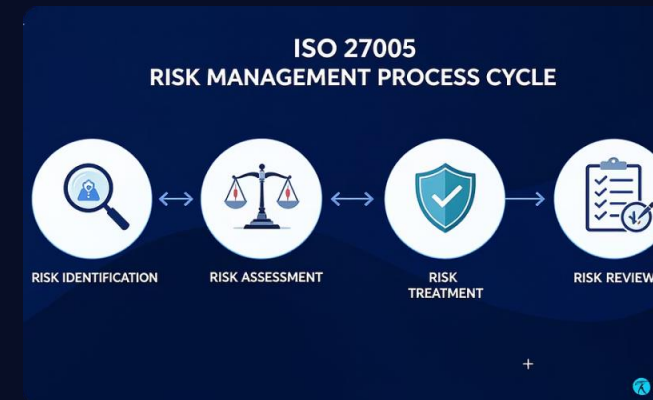 ISO 27005
RISK MANAGEMENT PROCESS CYCLE
RISK IDENTIFICATION
RISK ASSESSMENT
RISK
TREATMENT
RISK REVIEW